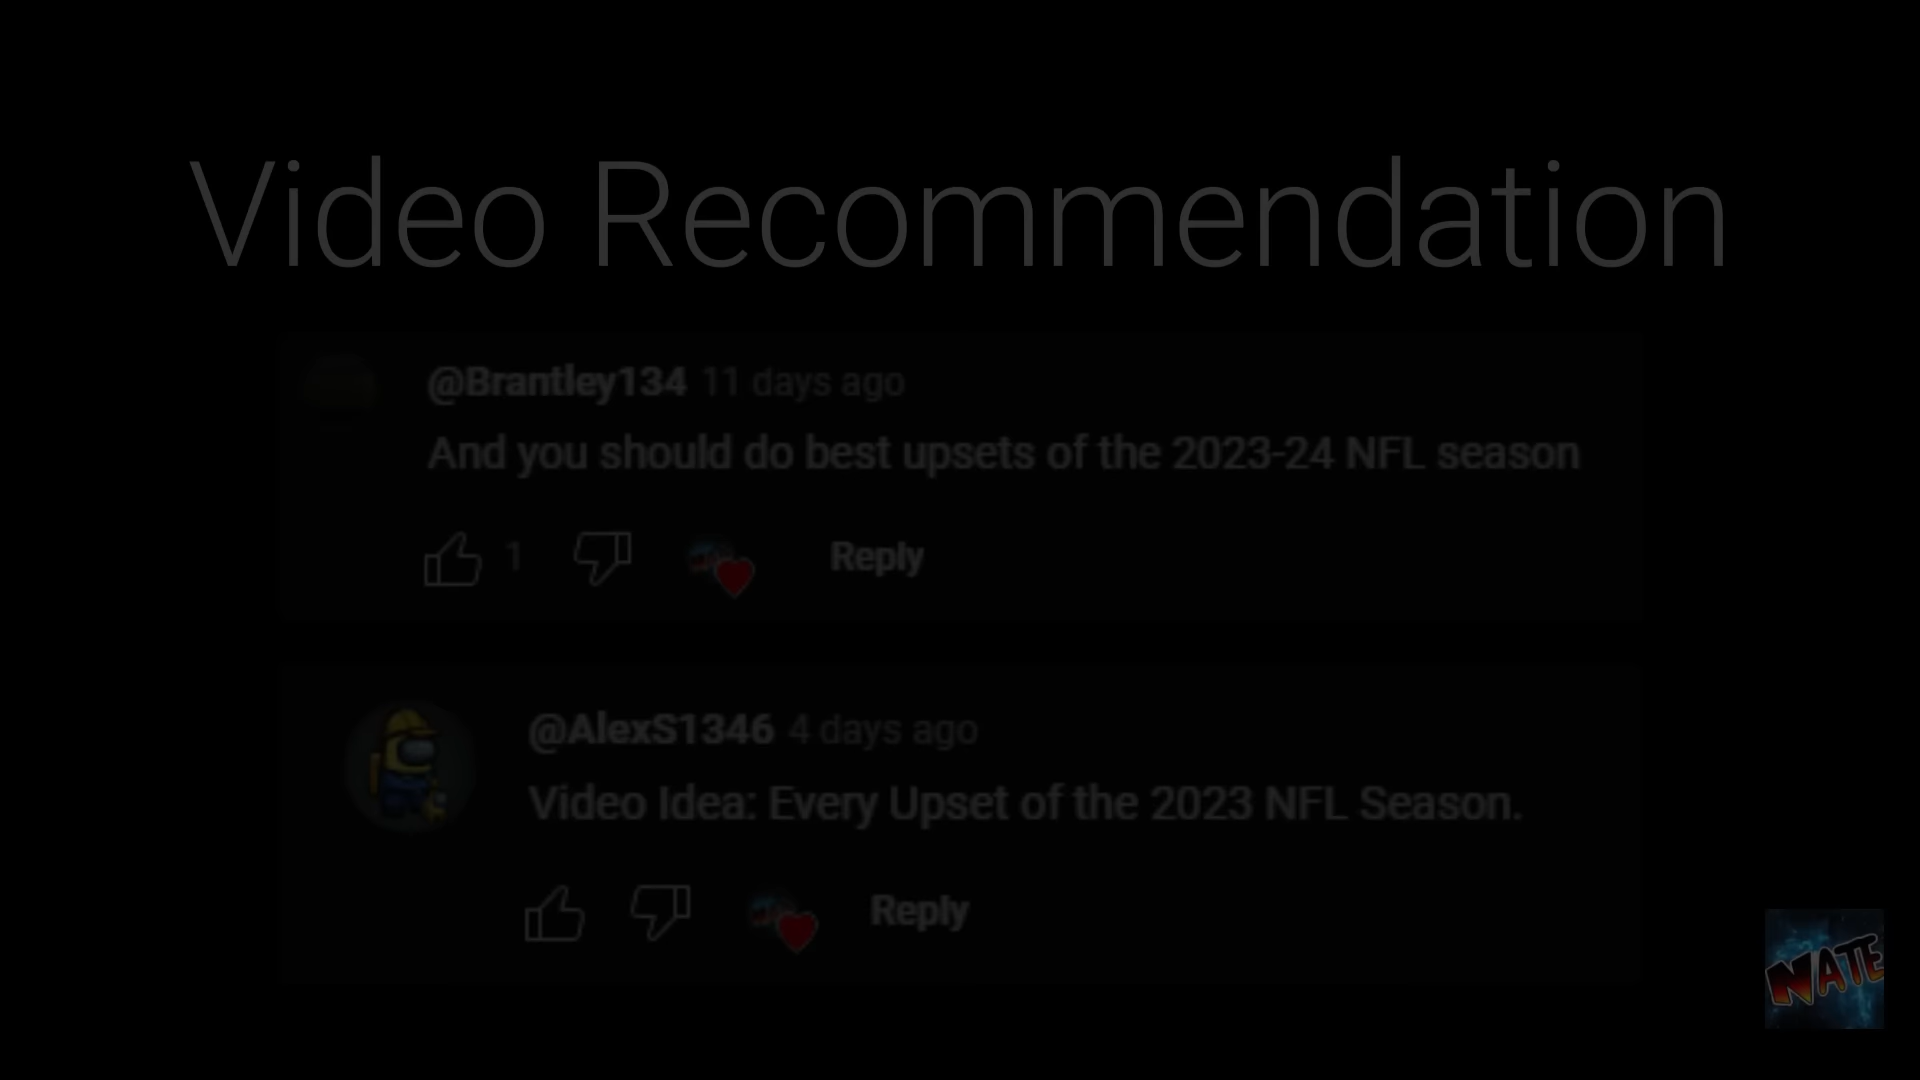 Video Recommendation
@Brantley134 11 days ago
And you should do best upsets of the 2023-24 NFL season
1
Reply
@AlexS1346 4 days ago
Video Idea: Every Upset of the 2023 NFL Season.
Reply
NATE